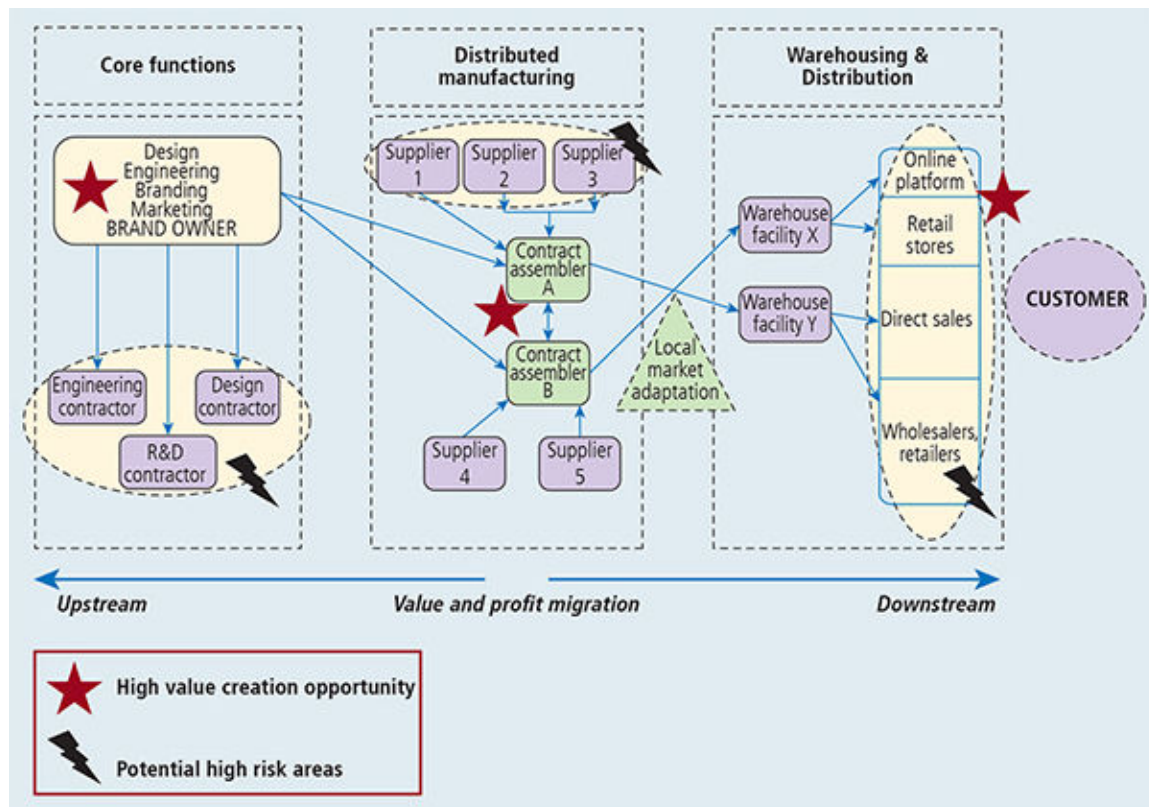 Core functions
Distributed
manufacturing
Warehousing &
Distribution
Design
Engineering
Branding
Marketing
BRAND OWNER
Engineering
contractor
Design
contractor
R&D
contractor
Supplier
1
Supplier
2
Supplier
3
Contract
assembler
A
Contract
assembler
B
Supplier
4
Supplier
5
Local
market
adaptation
Warehouse
facility X
Warehouse
facility Y
Online
platform
Retail
stores
Direct sales
Wholesalers,
retailers
CUSTOMER
Upstream
Value and profit migration
Downstream
High value creation opportunity
Potential high risk areas